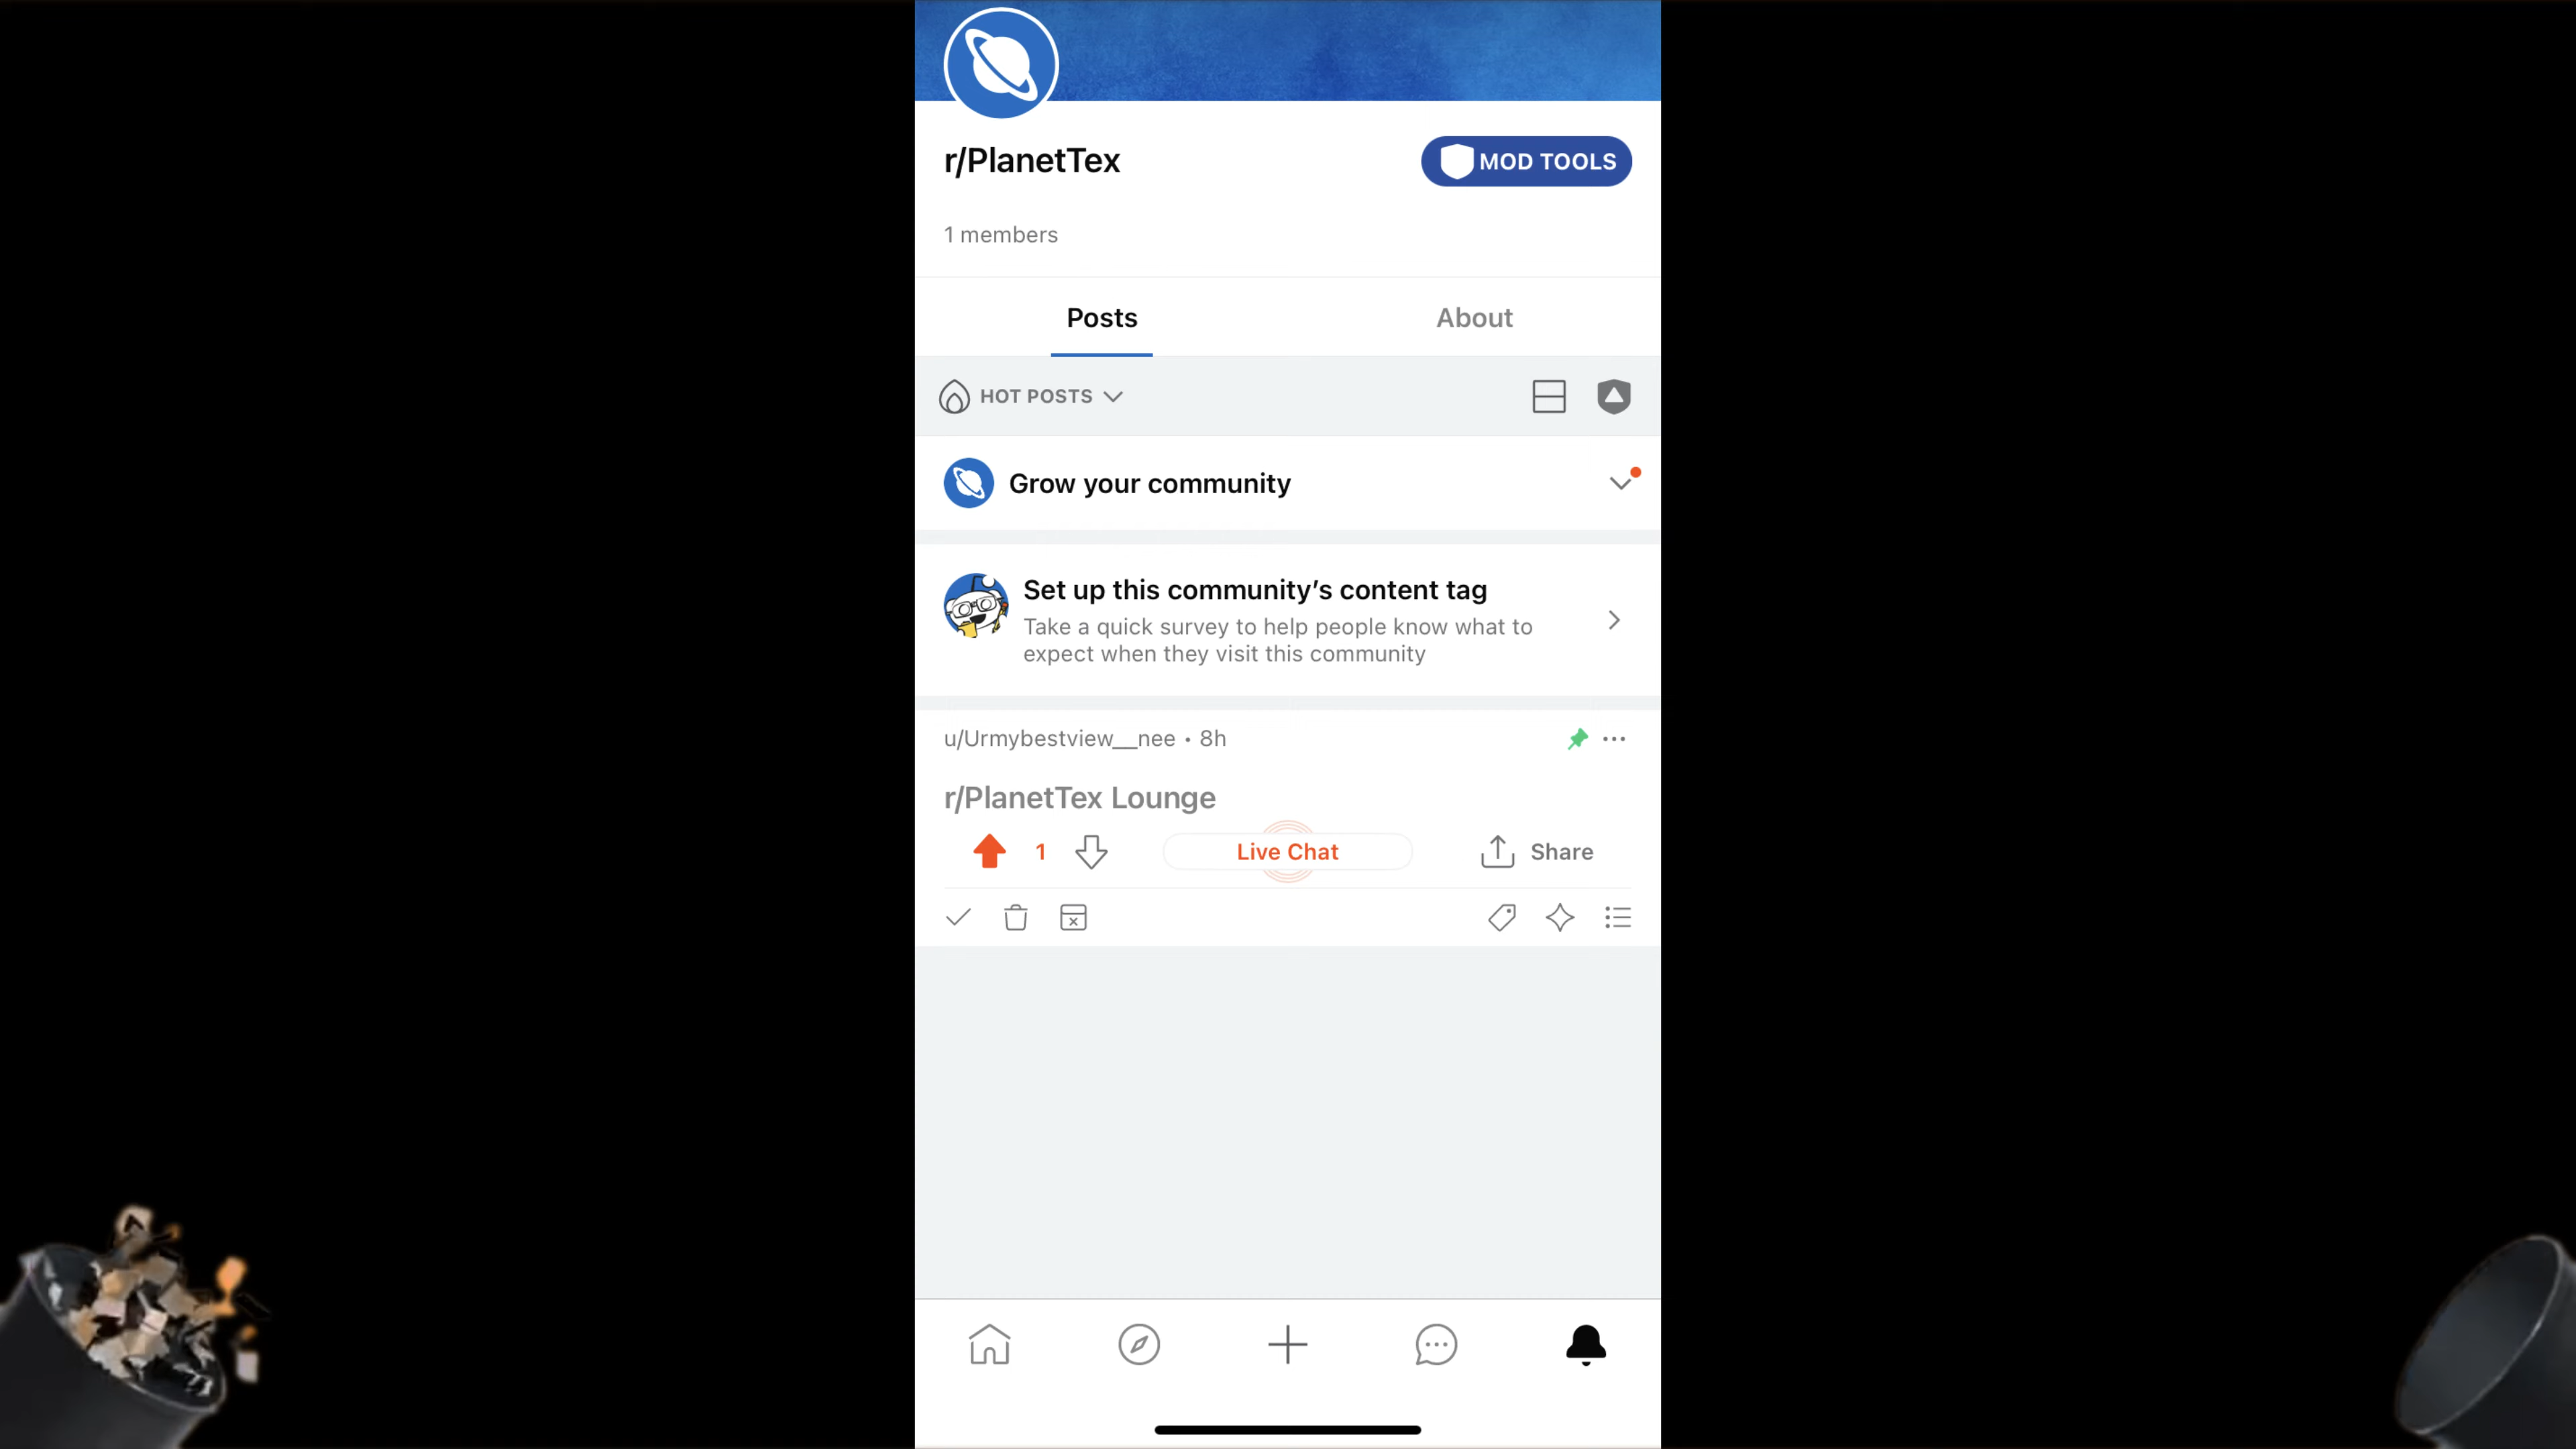 r/PlanetTex
MOD TOOLS
1 members
Posts
About
HOT POSTS
Grow your community
Set up this community’s content tag
Take a quick survey to help people know what to
expect when they visit this community
u/Urmybestview__nee • 8h
r/PlanetTex Lounge
1
Live Chat
Share